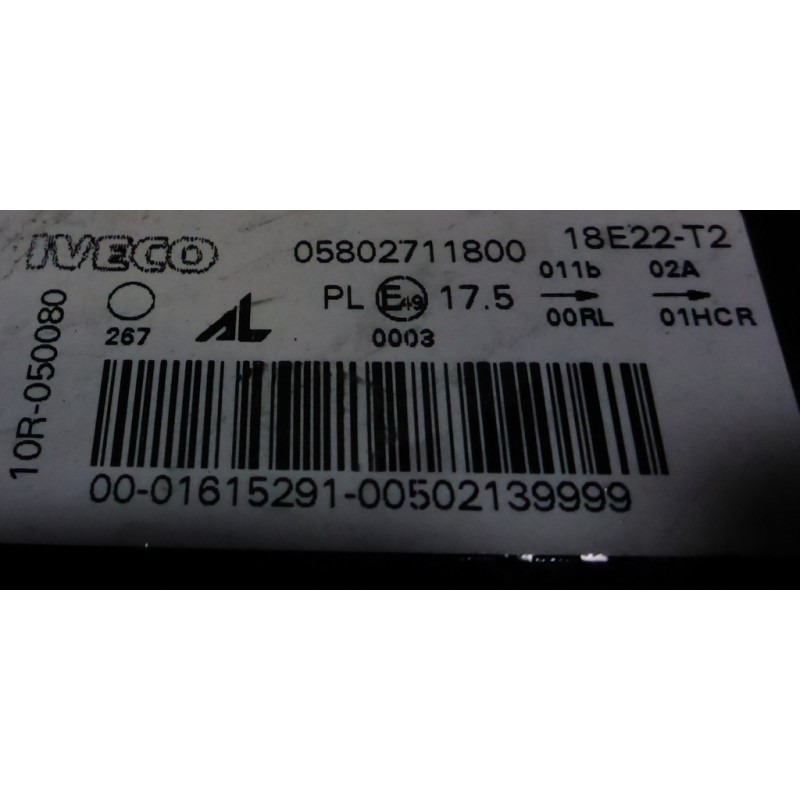 IVECO 05802711800 18E22-T2
10R-050080
267 AL PL E49 17.5 011b 02A
0003 00RL 01HCR
00-01615291-00502139999